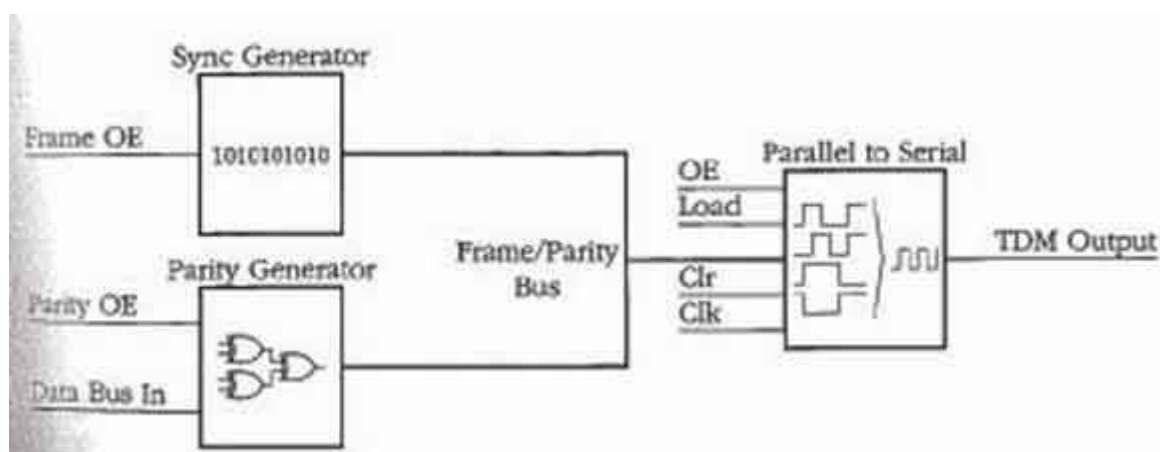 Sync Generator
Frame OE
1010101010
Parity Generator
Parity OE
Data Bus In
Frame/Parity
Bus
Parallel to Serial
OE
Load
Clr
Clk
TDM Output